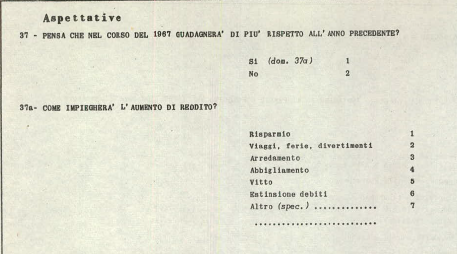 Aspettative
37 - PENSA CHE NEL CORSO DEL 1967 GUADAGNERA' DI PIU' RISPETTO ALL'ANNO PRECEDENTE?
Si (dom. 37a) 1
No 2
37a- COME IMPIEGHERA' L'AUMENTO DI REDDITO?
Risparmio 1
Viaggi, ferie, divertimenti 2
Arredamento 3
Abbigliamento 4
Vitto 5
Estinsione debiti 6
Altro (spec.) .............. 7
...........................